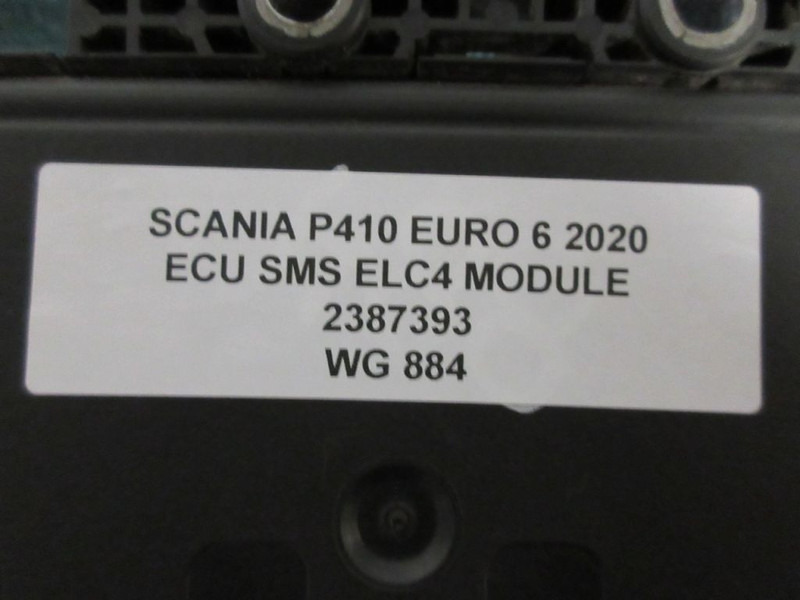 SCANIA P410 EURO 6 2020
ECU SMS ELC4 MODULE
2387393
WG 884